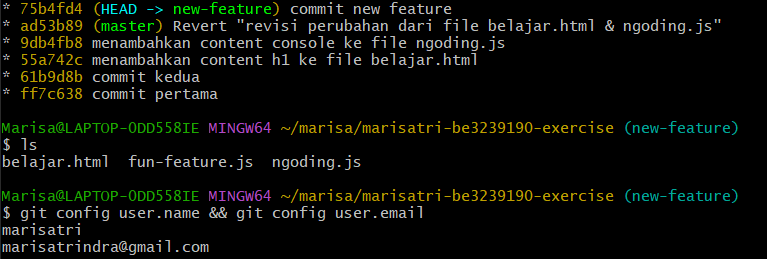 * 75b4fd4 (HEAD -> new-feature) commit new feature
* ad53b89 (master) Revert "revisi perubahan dari file belajar.html & ngoding.js"
* 9db4fb8 menambahkan content console ke file ngoding.js
* 55a742c menambahkan content h1 ke file belajar.html
* 61b9d8b commit kedua
* ff7c638 commit pertama
Marisa@LAPTOP-ODD558IE MINGW64 ~/marisa/marisatri-be3239190-exercise (new-feature)
$ ls
belajar.html  fun-feature.js  ngoding.js
Marisa@LAPTOP-ODD558IE MINGW64 ~/marisa/marisatri-be3239190-exercise (new-feature)
$ git config user.name && git config user.email
marisatri
marisatrindra@gmail.com